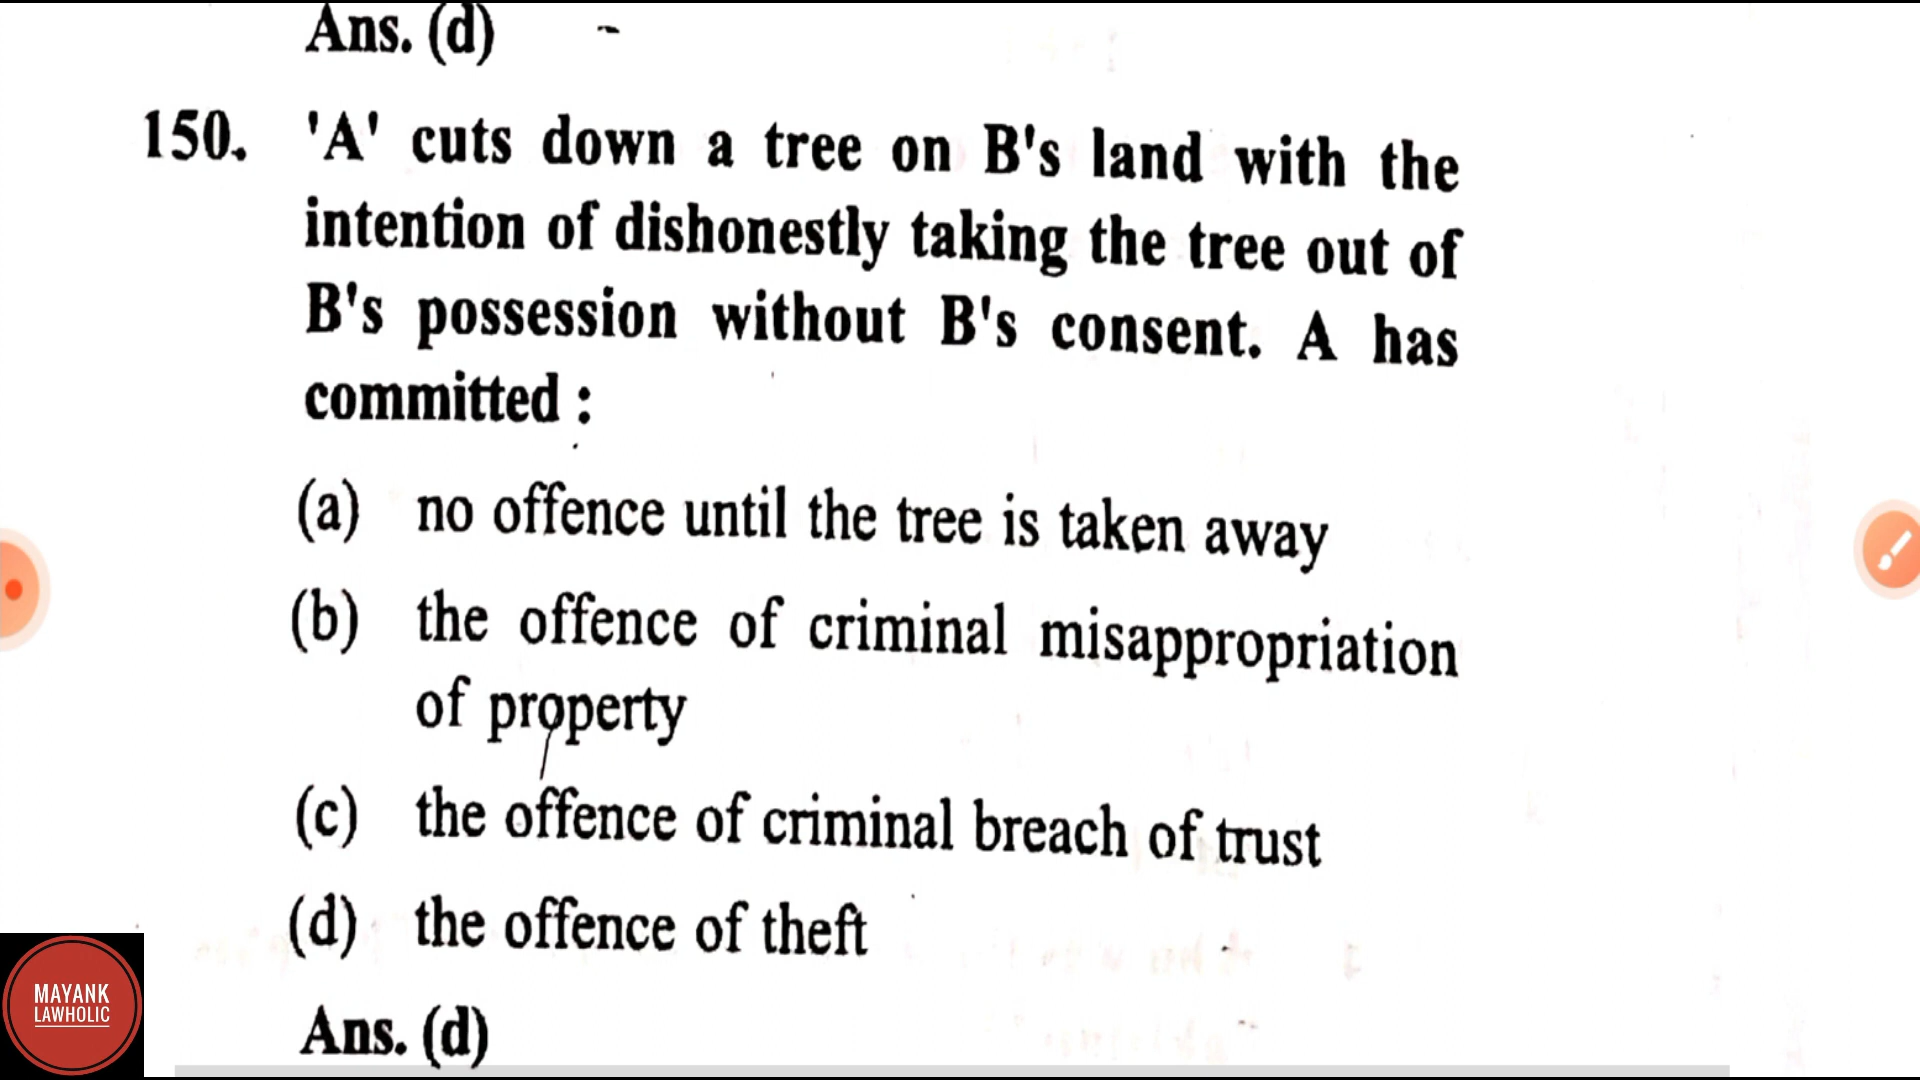 Ans. (d)
150. 'A' cuts down a tree on B's land with the
intention of dishonestly taking the tree out of
B's possession without B's consent. A has
committed :
(a) no offence until the tree is taken away
(b) the offence of criminal misappropriation
of property
(c) the offence of criminal breach of trust
(d) the offence of theft
Ans. (d)
MAYANK
LAWHOLIC